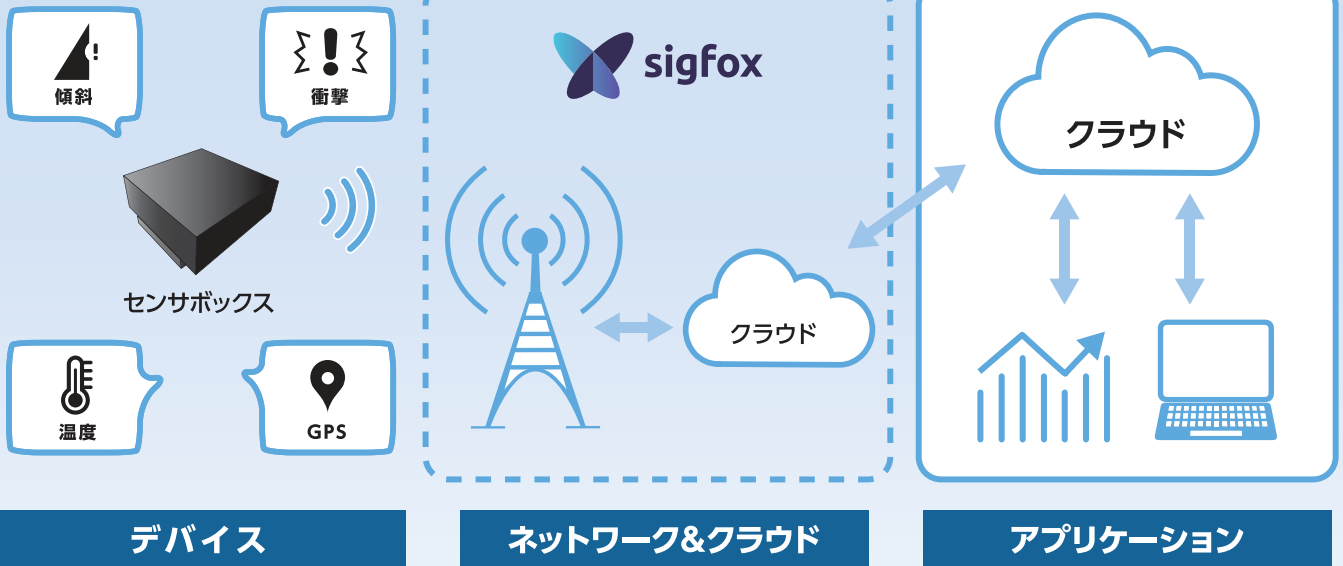 傾斜
衝撃
センサボックス
温度
GPS
デバイス
sigfox
クラウド
ネットワーク&クラウド
クラウド
アプリケーション